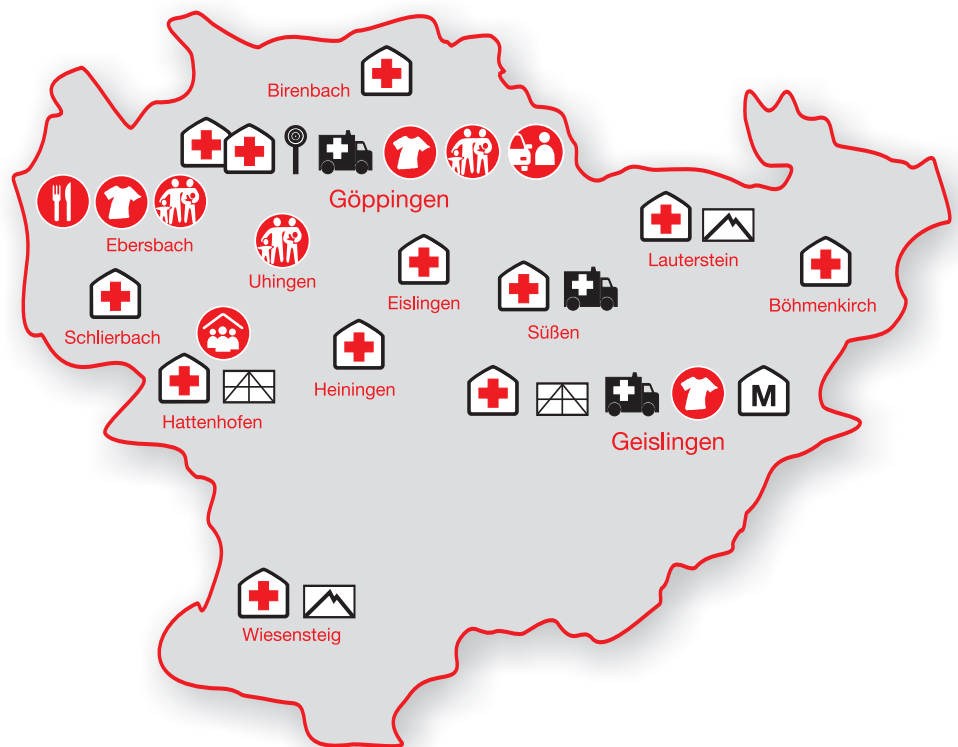 Birenbach
Göppingen
Ebersbach
Uhingen
Lauterstein
Eislingen
Böhmenkirch
Schlierbach
Süßen
Heiningen
M
Hattenhofen
Geislingen
Wiesensteig